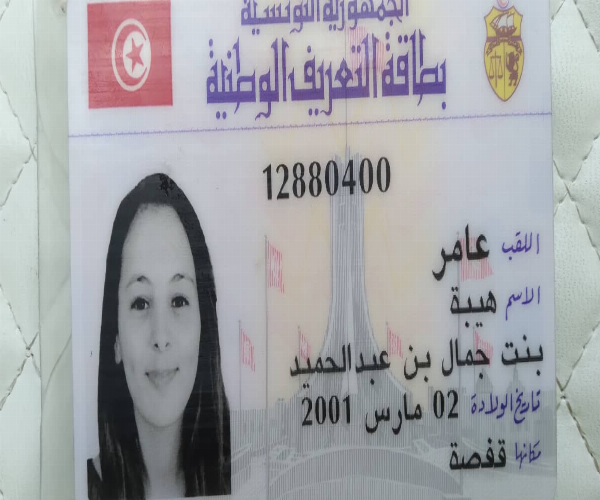 الجمهورية التونسية
بطاقة التعريف الوطنية
12880400
اللقب عامر
الاسم هيبة
بنت جمال بن عبدالحميد
تاريخ الولادة 02 مارس 2001
مكانها قفصة